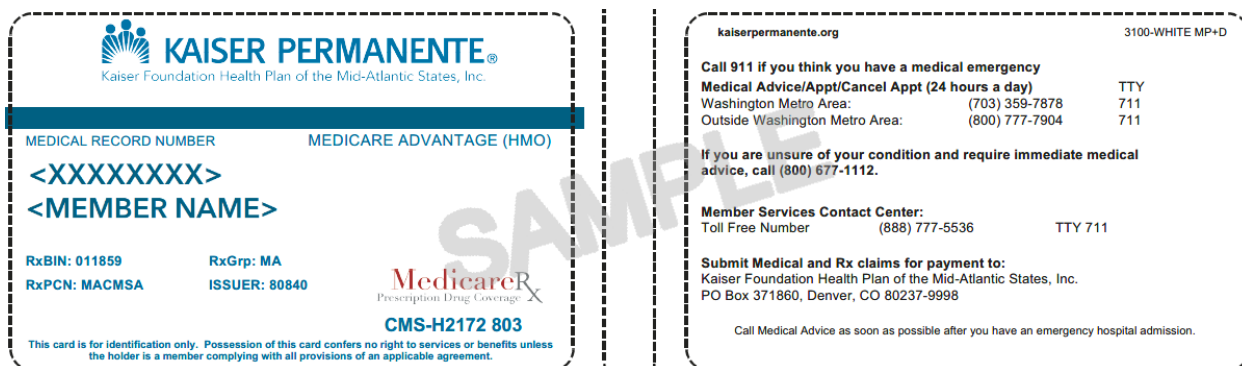 KAISER PERMANENTE®
Kaiser Foundation Health Plan of the Mid-Atlantic States, Inc.
MEDICAL RECORD NUMBER MEDICARE ADVANTAGE (HMO)
<XXXXXXXX>
<MEMBER NAME>
RxBIN: 011859 RxGrp: MA
RxPCN: MACMSA ISSUER: 80840
MedicareRx
Prescription Drug Coverage
CMS-H2172 803
This card is for identification only. Possession of this card confers no right to services or benefits unless
the holder is a member complying with all provisions of an applicable agreement.
SAMPLE
kaiserpermanente.org 3100-WHITE MP+D
Call 911 if you think you have a medical emergency
Medical Advice/Appt/Cancel Appt (24 hours a day) TTY
Washington Metro Area: (703) 359-7878 711
Outside Washington Metro Area: (800) 777-7904 711
If you are unsure of your condition and require immediate medical
advice, call (800) 677-1112.
Member Services Contact Center:
Toll Free Number (888) 777-5536 TTY 711
Submit Medical and Rx claims for payment to:
Kaiser Foundation Health Plan of the Mid-Atlantic States, Inc.
PO Box 371860, Denver, CO 80237-9998
Call Medical Advice as soon as possible after you have an emergency hospital admission.